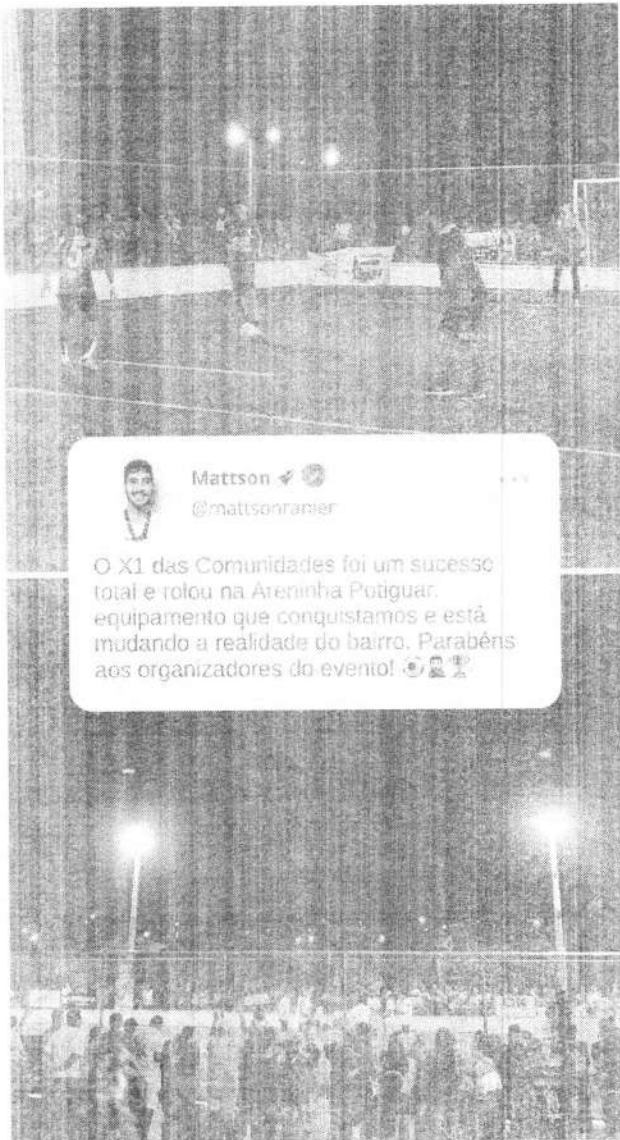 Mattson
@mattsonranier
O X1 das Comunidades foi um sucesso
total e rolou na Areninha Potiguar,
equipamento que conquistamos e está
mudando a realidade do bairro. Parabéns
aos organizadores do evento!